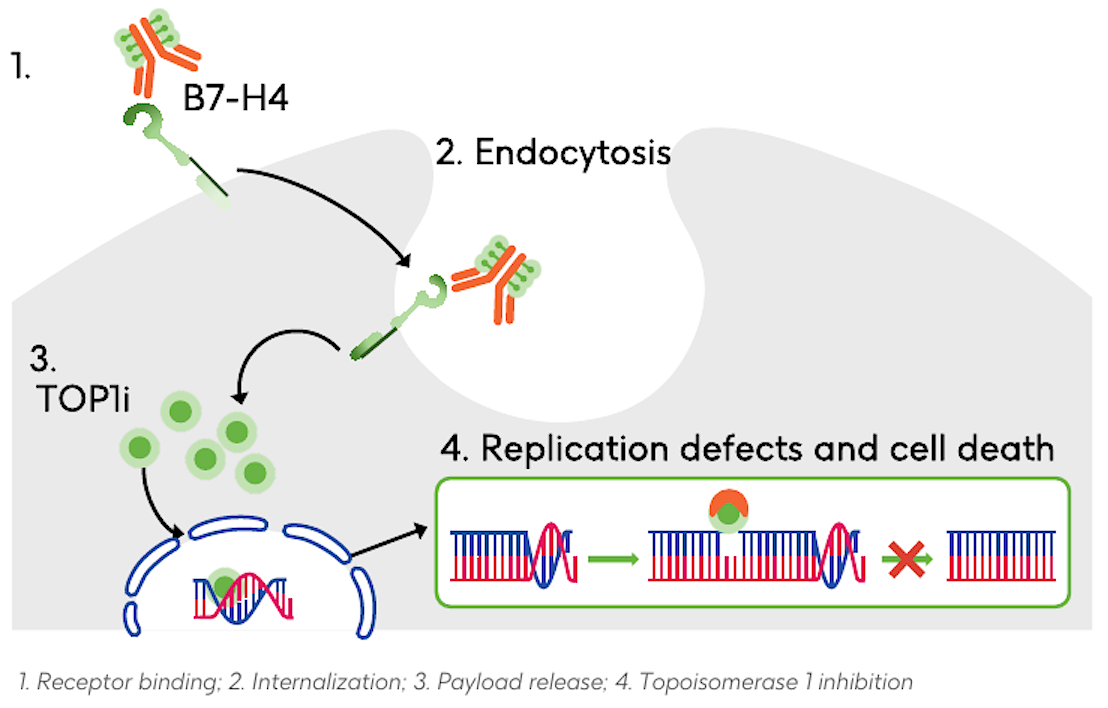 1.
B7-H4
2. Endocytosis
3.
TOP1i
4. Replication defects and cell death
1. Receptor binding; 2. Internalization; 3. Payload release; 4. Topoisomerase 1 inhibition